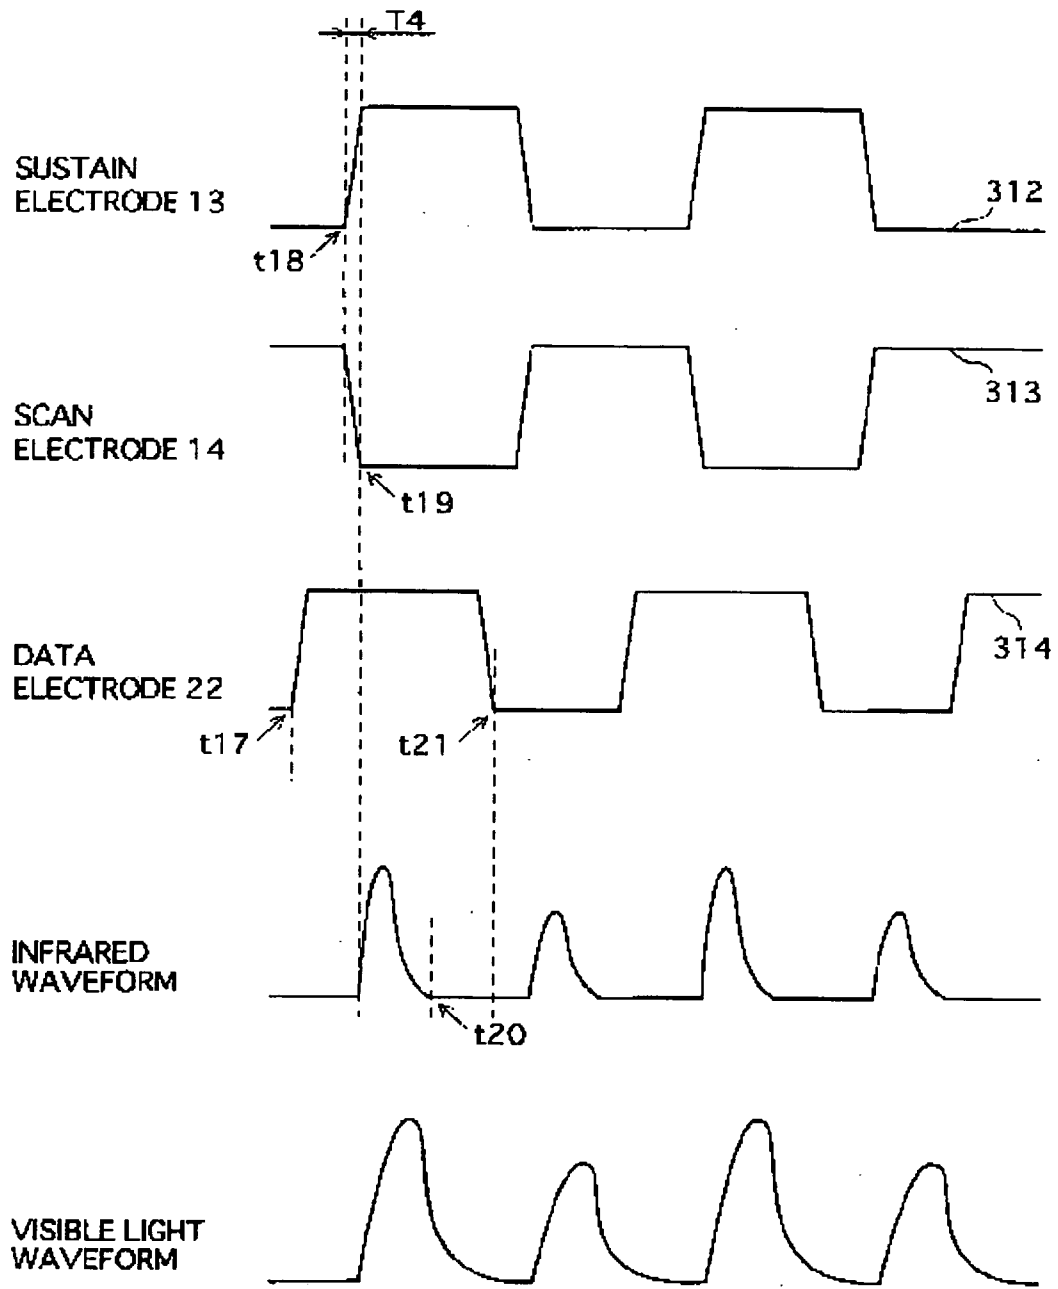 T4
SUSTAIN
ELECTRODE 13
312
t18
313
SCAN
ELECTRODE 14
t19
DATA
ELECTRODE 22
314
t17
t21
INFRARED
WAVEFORM
t20
VISIBLE LIGHT
WAVEFORM